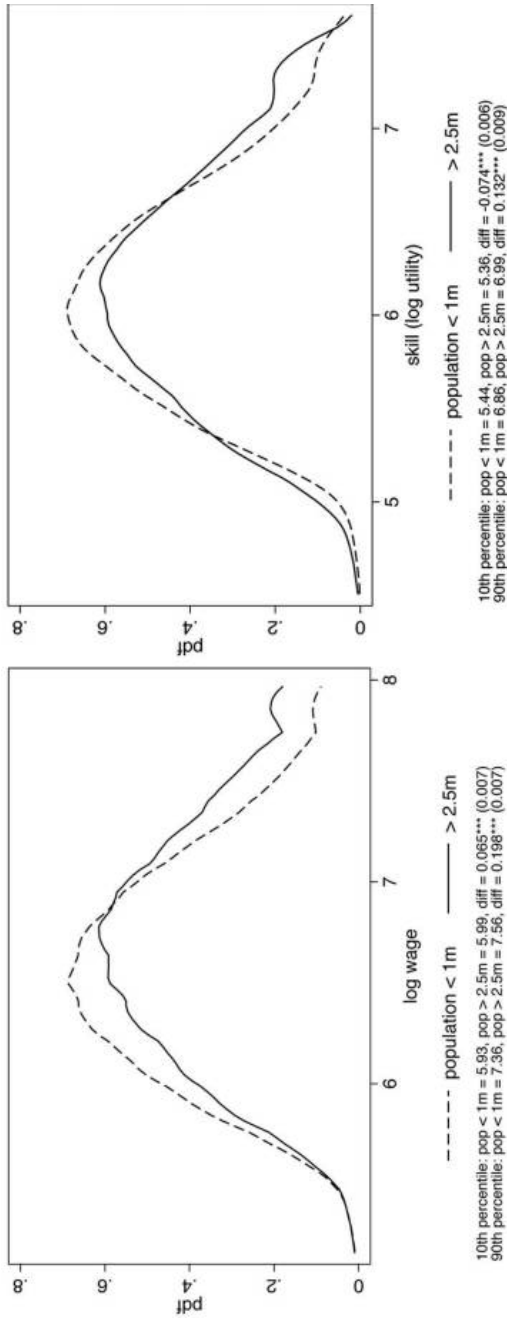 pdf
0 .2 .4 .6 .8
6 7 8
log wage
population < 1m > 2.5m
10th percentile: pop < 1m = 5.93, pop > 2.5m = 5.99, diff = 0.065*** (0.007)
90th percentile: pop < 1m = 7.36, pop > 2.5m = 7.56, diff = 0.198*** (0.007)
pdf
0 .2 .4 .6 .8
5 6 7
skill (log utility)
population < 1m > 2.5m
10th percentile: pop < 1m = 5.44, pop > 2.5m = 5.36, diff = -0.074*** (0.006)
90th percentile: pop < 1m = 6.86, pop > 2.5m = 6.99, diff = 0.132*** (0.009)